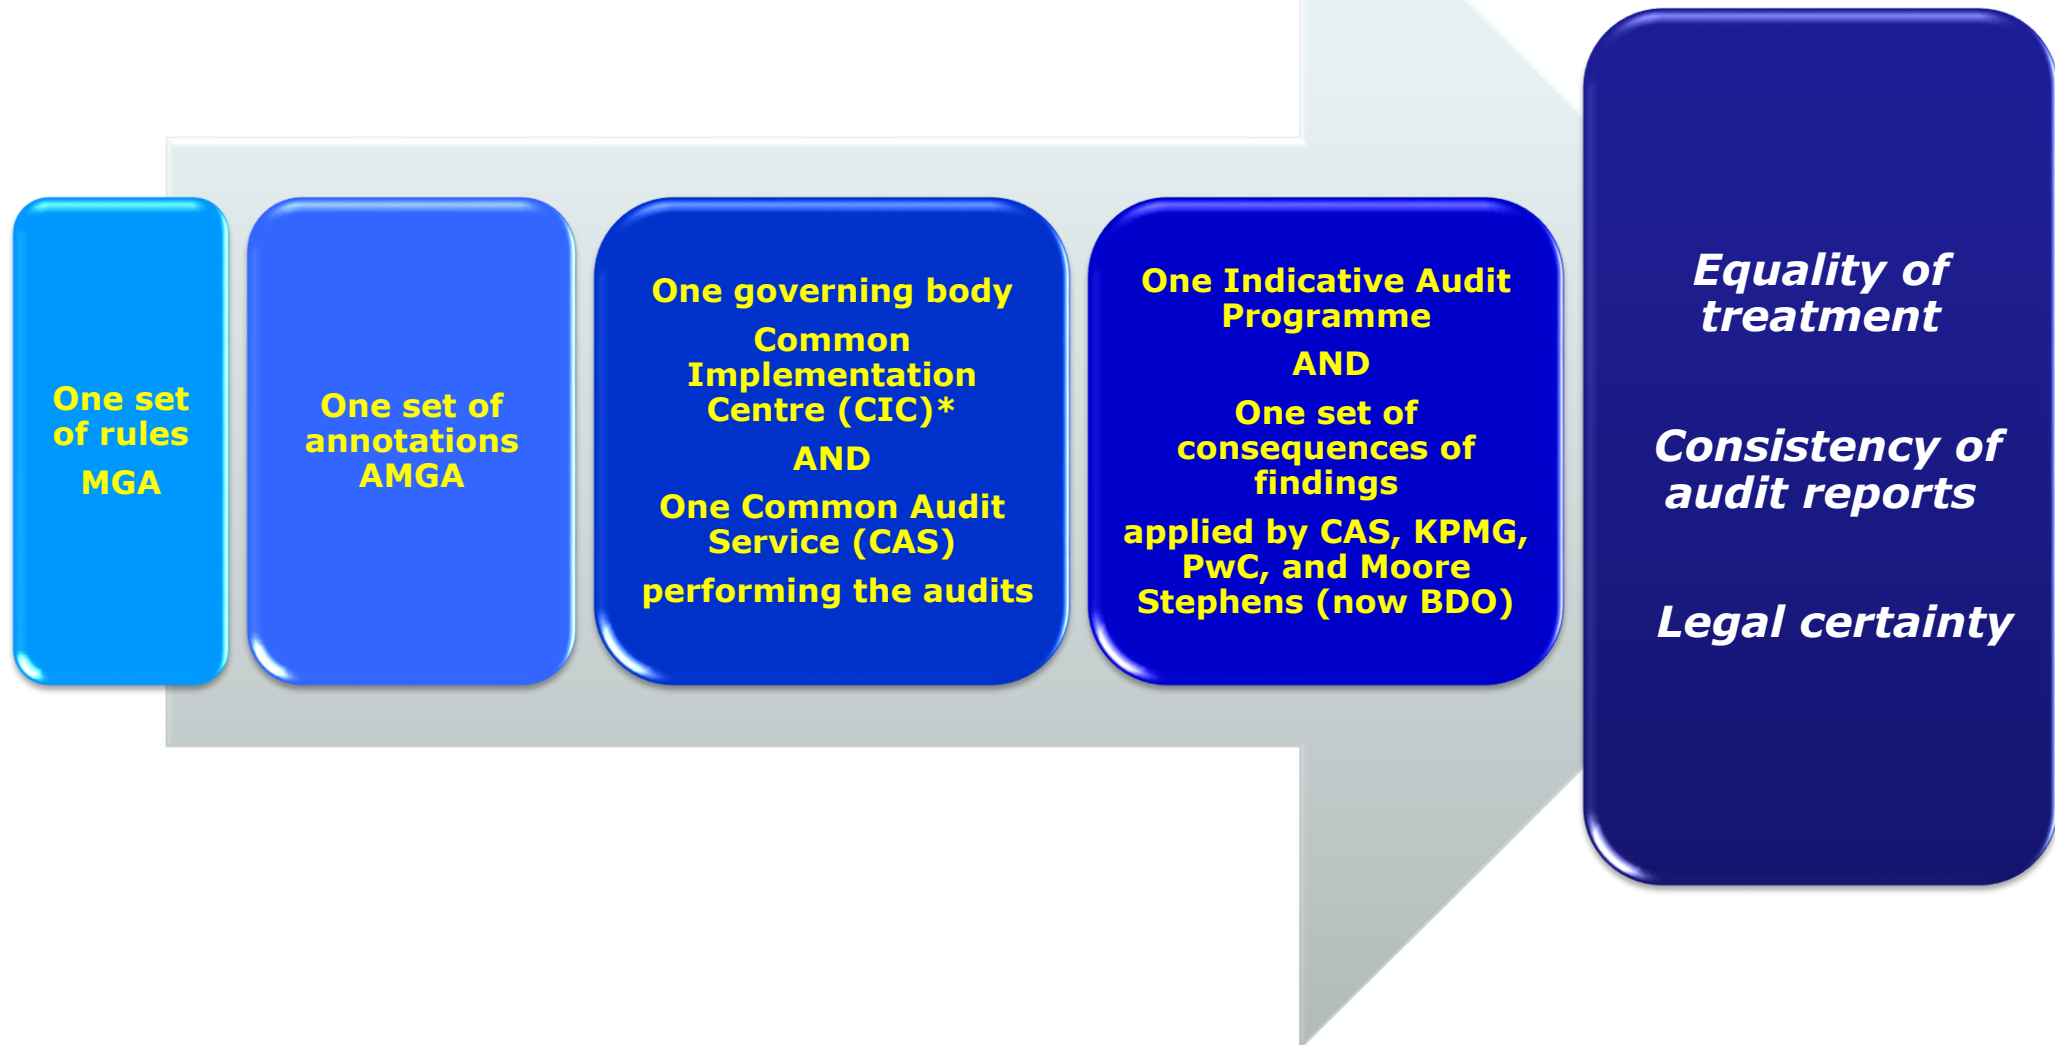 One set
of rules
MGA
One set of
annotations
AMGA
One governing body
Common
Implementation
Centre (CIC)*
AND
One Common Audit
Service (CAS)
performing the audits
One Indicative Audit
Programme
AND
One set of
consequences of
findings
applied by CAS, KPMG,
PwC, and Moore
Stephens (now BDO)
Equality of
treatment
Consistency of
audit reports
Legal certainty